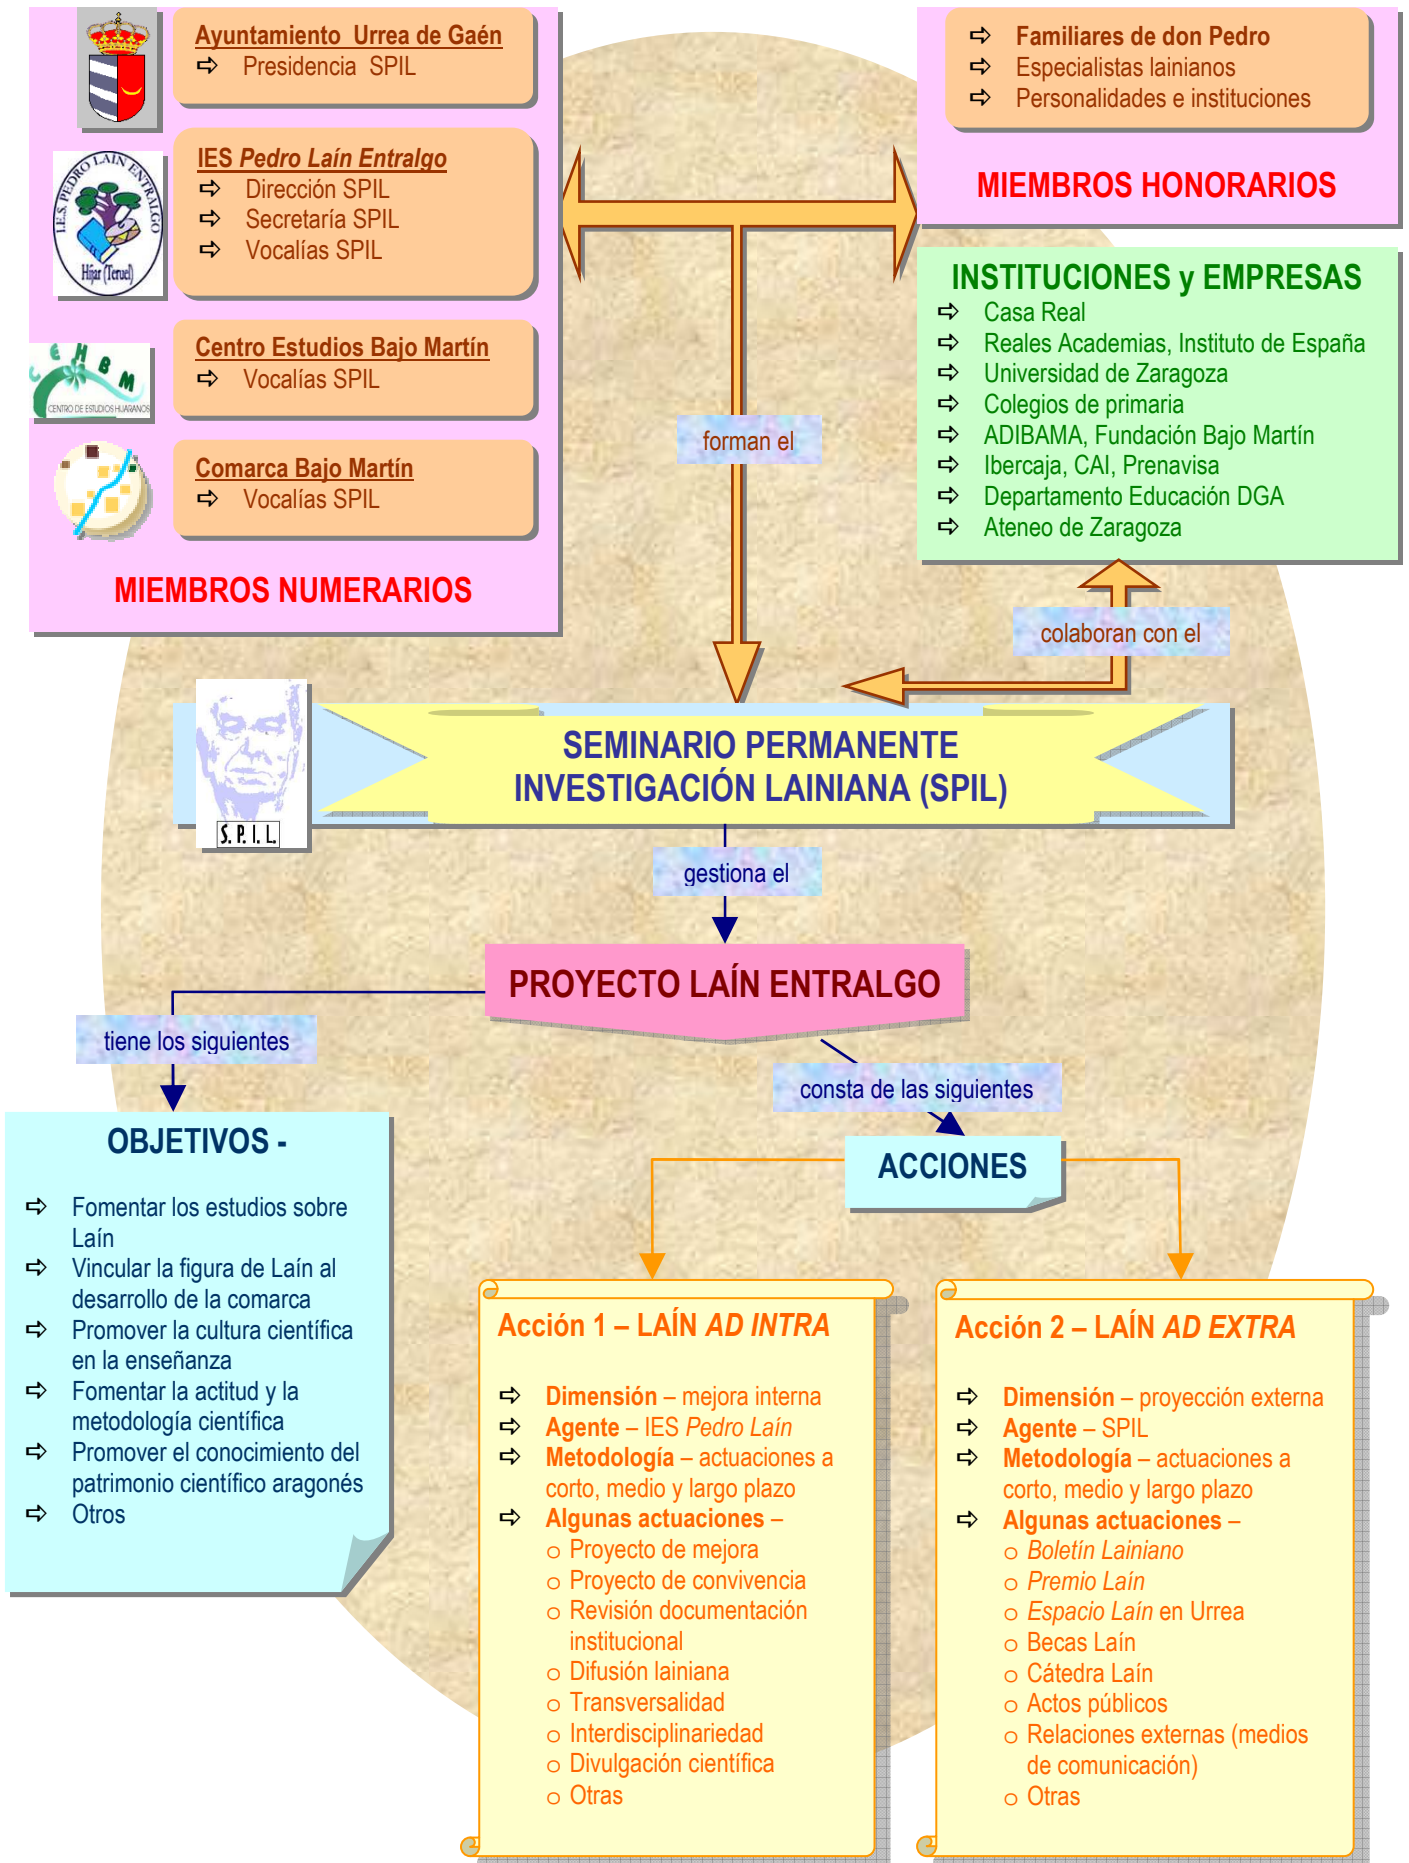 Ayuntamiento Urrea de Gaén
⇨ Presidencia SPIL
I.E.S. PEDRO LAIN ENTRALGO
Híjar (Teruel)
IES Pedro Laín Entralgo
⇨ Dirección SPIL
⇨ Secretaría SPIL
⇨ Vocalías SPIL
CEHBM
CENTRO DE ESTUDIOS HIJARANOS
Centro Estudios Bajo Martín
⇨ Vocalías SPIL
Comarca Bajo Martín
⇨ Vocalías SPIL
MIEMBROS NUMERARIOS
⇨ Familiares de don Pedro
⇨ Especialistas lainianos
⇨ Personalidades e instituciones
MIEMBROS HONORARIOS
INSTITUCIONES y EMPRESAS
⇨ Casa Real
⇨ Reales Academias, Instituto de España
⇨ Universidad de Zaragoza
⇨ Colegios de primaria
⇨ ADIBAMA, Fundación Bajo Martín
⇨ Ibercaja, CAI, Prenavisa
⇨ Departamento Educación DGA
⇨ Ateneo de Zaragoza
forman el
colaboran con el
S. P. I. L.
SEMINARIO PERMANENTE
INVESTIGACIÓN LAINIANA (SPIL)
gestiona el
PROYECTO LAÍN ENTRALGO
tiene los siguientes
consta de las siguientes
OBJETIVOS -
⇨ Fomentar los estudios sobre
Laín
⇨ Vincular la figura de Laín al
desarrollo de la comarca
⇨ Promover la cultura científica
en la enseñanza
⇨ Fomentar la actitud y la
metodología científica
⇨ Promover el conocimiento del
patrimonio científico aragonés
⇨ Otros
ACCIONES
Acción 1 – LAÍN AD INTRA
⇨ Dimensión – mejora interna
⇨ Agente – IES Pedro Laín
⇨ Metodología – actuaciones a
corto, medio y largo plazo
⇨ Algunas actuaciones –
o Proyecto de mejora
o Proyecto de convivencia
o Revisión documentación
institucional
o Difusión lainiana
o Transversalidad
o Interdisciplinariedad
o Divulgación científica
o Otras
Acción 2 – LAÍN AD EXTRA
⇨ Dimensión – proyección externa
⇨ Agente – SPIL
⇨ Metodología – actuaciones a
corto, medio y largo plazo
⇨ Algunas actuaciones –
o Boletín Lainiano
o Premio Laín
o Espacio Laín en Urrea
o Becas Laín
o Cátedra Laín
o Actos públicos
o Relaciones externas (medios
de comunicación)
o Otras